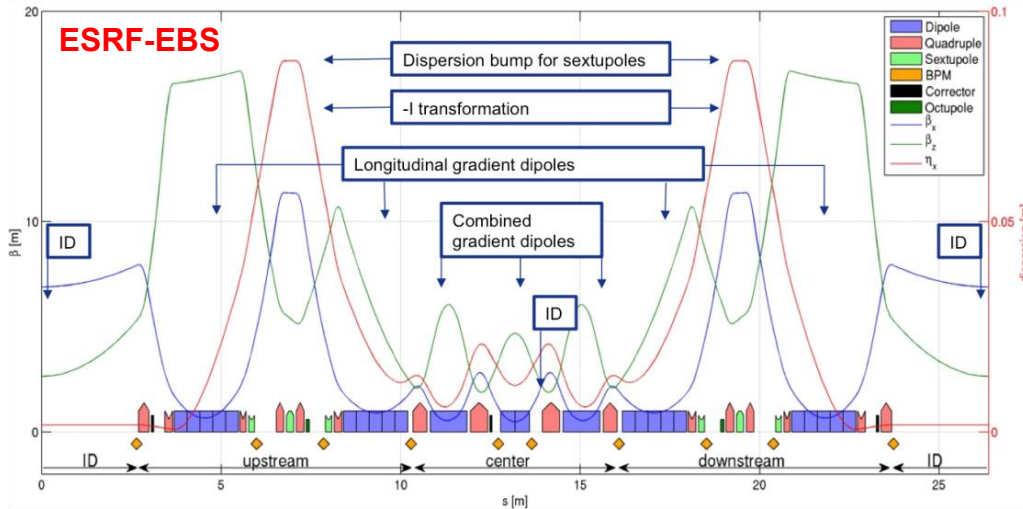 ESRF-EBS
20
10
0
β [m]
0.1
0.05
0
Dipole
Quadruple
Sextupole
BPM
Corrector
Octupole
βx
βz
ηx
Dispersion bump for sextupoles
-I transformation
Longitudinal gradient dipoles
Combined
gradient dipoles
ID
ID
ID
ID
upstream
center
downstream
ID
0
5
10
15
20
25
s [m]